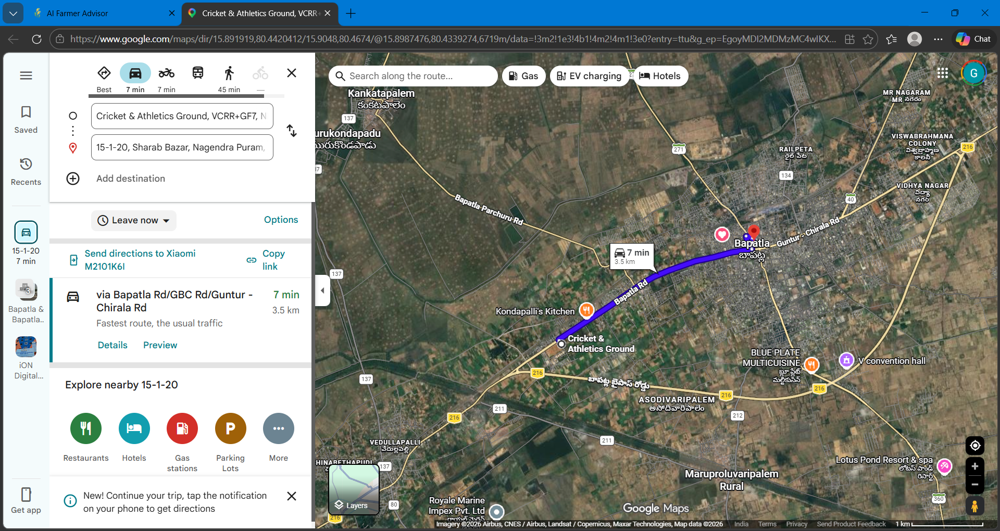 AI Farmer Advisor
Cricket & Athletics Ground, VCRR+
https://www.google.com/maps/dir/15.891919,80.4420412/15.9048,80.4674/@15.8987476,80.4339274,6719m/data=!3m2!1e3!4b1!4m2!4m1!3e0?entry=ttu&g_ep=EgoyMDI2MDMzMC4wIKX...
Chat
Best
7 min
7 min
45 min
—
Cricket & Athletics Ground, VCRR+GF7, N
15-1-20, Sharab Bazar, Nagendra Puram,
Add destination
Saved
Recents
15-1-20
7 min
3
Bapatla &
Bapatla..
iON
Digital...
Get app
Leave now
Options
Send directions to Xiaomi
M2101K6I
Copy
link
via Bapatla Rd/GBC Rd/Guntur -
Chirala Rd
7 min
3.5 km
Fastest route, the usual traffic
Details
Preview
Explore nearby 15-1-20
P
Restaurants
Hotels
Gas
stations
Parking
Lots
More
New! Continue your trip, tap the notification
on your phone to get directions
Search along the route...
Gas
EV charging
Hotels
G
Kankatapalem
కంకటపాలెం
137
urukondapadu
మురుకొండపాడు
37
271
MR NAGARAM
MR నగరం
VISWABRAHMANA
COLONY
విశ్వబ్రాహ్మణ
కాలనీ
216
RAILPETA
రైల్ పేట
134
VIDHYA NAGAR
విద్యా
నగర్
40
Bapatla Parchuru Rd
Guntur - Chirala Rd
Bapatla
బాపట్ల
7 min
3.5 km
137
Bapatla Rd
Kondapalli's Kitchen
Cricket &
Athletics Ground
BLUE PLATE
MULTICUISINE
బ్లూ ప్లేట్
మల్టీకుసిన్
V convention hall
216
137
బాపట్ల బైపాస్ రోడ్డు
216
216
ASODIVARIPALEM
అసోదివారిపాలెం
211
212
216
211
VEDULLAPALLI
వేదుల్లపల్లి
HINABETHAPUDI
137
Lotus Pond Resort & spa
లోటస్ పాండ్
రిసార్ట్
Maruproluvaripalem
Rural
360
Royale Marine
Impex Pvt. Ltd
80
216
Layers
Google Maps
Imagery ©2026 Airbus, CNES / Airbus, Landsat / Copernicus, Maxar Technologies, Map data ©2026
India
Terms
Privacy
Send Product Feedback
1 km